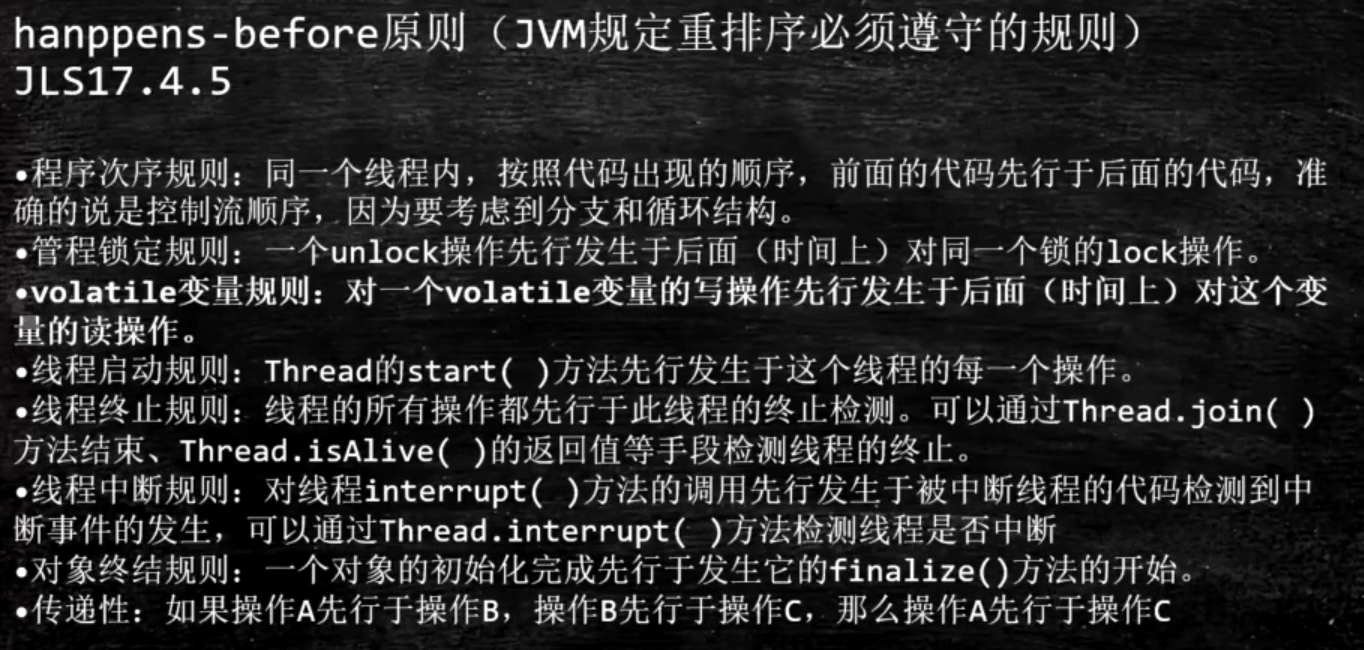 hanppens-before原则（JVM规定重排序必须遵守的规则）
JLS17.4.5
•程序次序规则：同一个线程内，按照代码出现的顺序，前面的代码先行于后面的代码，准
确的说是控制流顺序，因为要考虑到分支和循环结构。
•管程锁定规则：一个unlock操作先行发生于后面（时间上）对同一个锁的lock操作。
•volatile变量规则：对一个volatile变量的写操作先行发生于后面（时间上）对这个变
量的读操作。
•线程启动规则：Thread的start( )方法先行发生于这个线程的每一个操作。
•线程终止规则：线程的所有操作都先行于此线程的终止检测。可以通过Thread.join( )
方法结束、Thread.isAlive( )的返回值等手段检测线程的终止。
•线程中断规则：对线程interrupt( )方法的调用先行发生于被中断线程的代码检测到中
断事件的发生，可以通过Thread.interrupt( )方法检测线程是否中断
•对象终结规则：一个对象的初始化完成先行于发生它的finalize()方法的开始。
•传递性：如果操作A先行于操作B，操作B先行于操作C，那么操作A先行于操作C